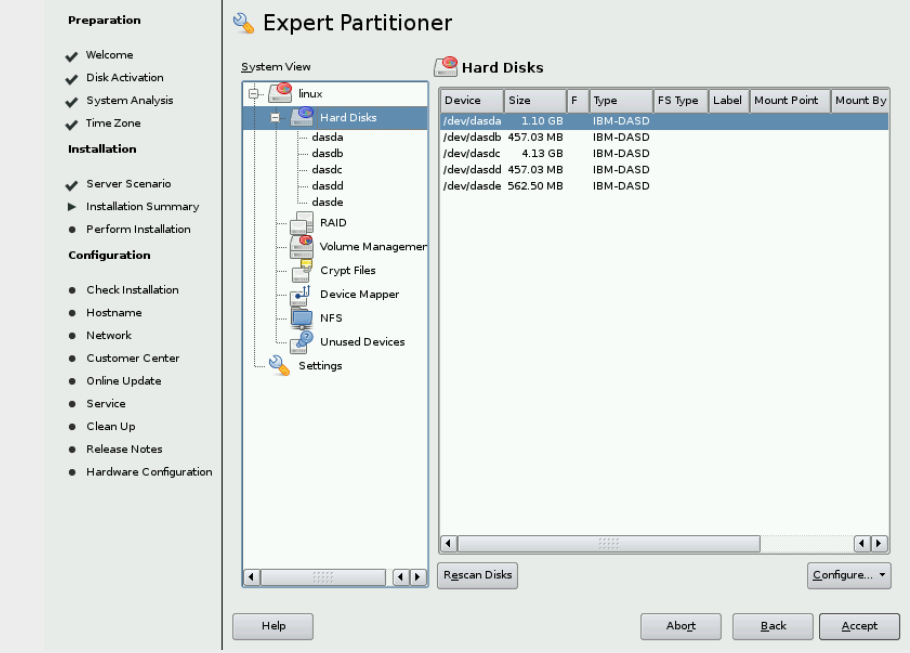 Preparation
Welcome
Disk Activation
System Analysis
Time Zone
Installation
Server Scenario
Installation Summary
Perform Installation
Configuration
Check Installation
Hostname
Network
Customer Center
Online Update
Service
Clean Up
Release Notes
Hardware Configuration
Expert Partitioner
System View
linux
Hard Disks
dasda
dasdb
dasdc
dasdd
dasde
RAID
Volume Managemer
Crypt Files
Device Mapper
NFS
Unused Devices
Settings
Hard Disks
Device Size F Type FS Type Label Mount Point Mount By
/dev/dasda 1.10 GB IBM-DASD
/dev/dasdb 457.03 MB IBM-DASD
/dev/dasdc 4.13 GB IBM-DASD
/dev/dasdd 457.03 MB IBM-DASD
/dev/dasde 562.50 MB IBM-DASD
Rescan Disks Configure...
Help Abort Back Accept